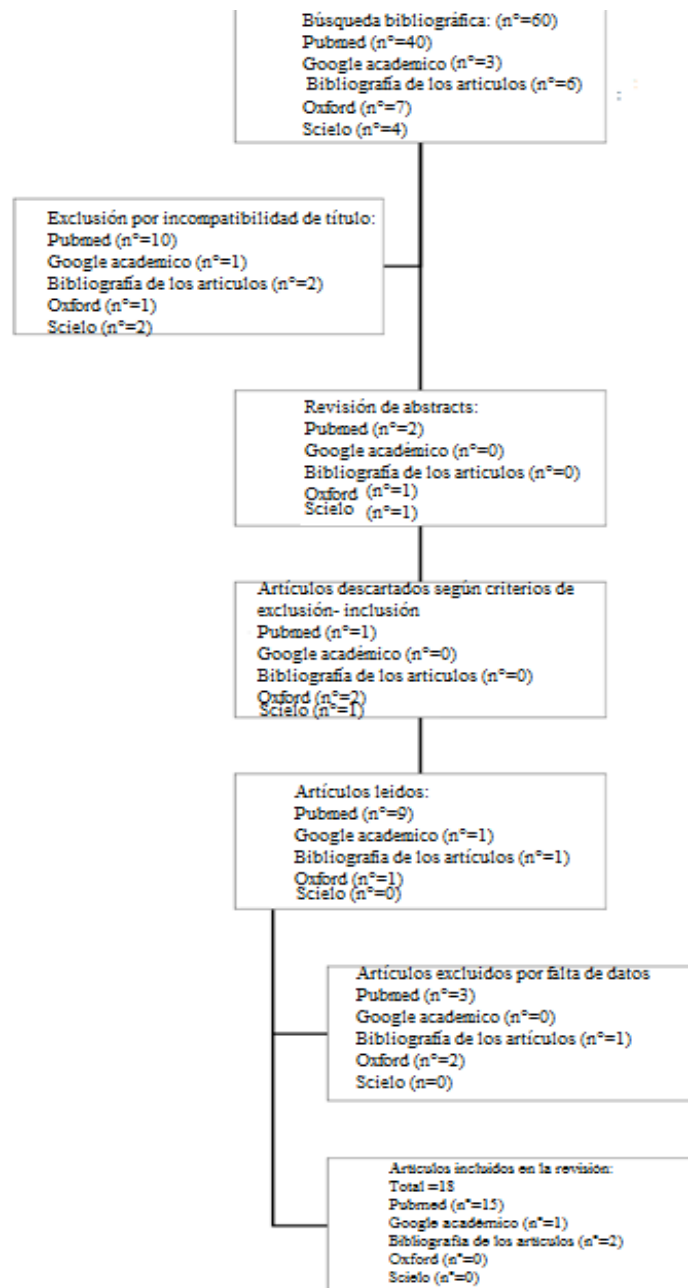 Búsqueda bibliográfica: (n°=60)
Pubmed (n°=40)
Google academico (n°=3)
Bibliografía de los articulos (n°=6)
Oxford (n°=7)
Scielo (n°=4)
Exclusión por incompatibilidad de título:
Pubmed (n°=10)
Google academico (n°=1)
Bibliografía de los articulos (n°=2)
Oxford (n°=1)
Scielo (n°=2)
Revisión de abstracts:
Pubmed (n°=2)
Google académico (n°=0)
Bibliografía de los articulos (n°=0)
Oxford (n°=1)
Scielo (n°=1)
Artículos descartados según criterios de
exclusión- inclusión
Pubmed (n°=1)
Google académico (n°=0)
Bibliografía de los articulos (n°=0)
Oxford (n°=2)
Scielo (n°=1)
Artículos leidos:
Pubmed (n°=9)
Google academico (n°=1)
Bibliografia de los artículos (n°=1)
Oxford (n°=1)
Scielo (n°=0)
Artículos excluidos por falta de datos
Pubmed (n°=3)
Google academico (n°=0)
Bibliografía de los artículos (n°=1)
Oxford (n°=2)
Scielo (n=0)
Artículos incluidos en la revisión:
Total =18
Pubmed (n°=15)
Google académico (n°=1)
Bibliografía de los articulos (n°=2)
Oxford (n°=0)
Scielo (n°=0)